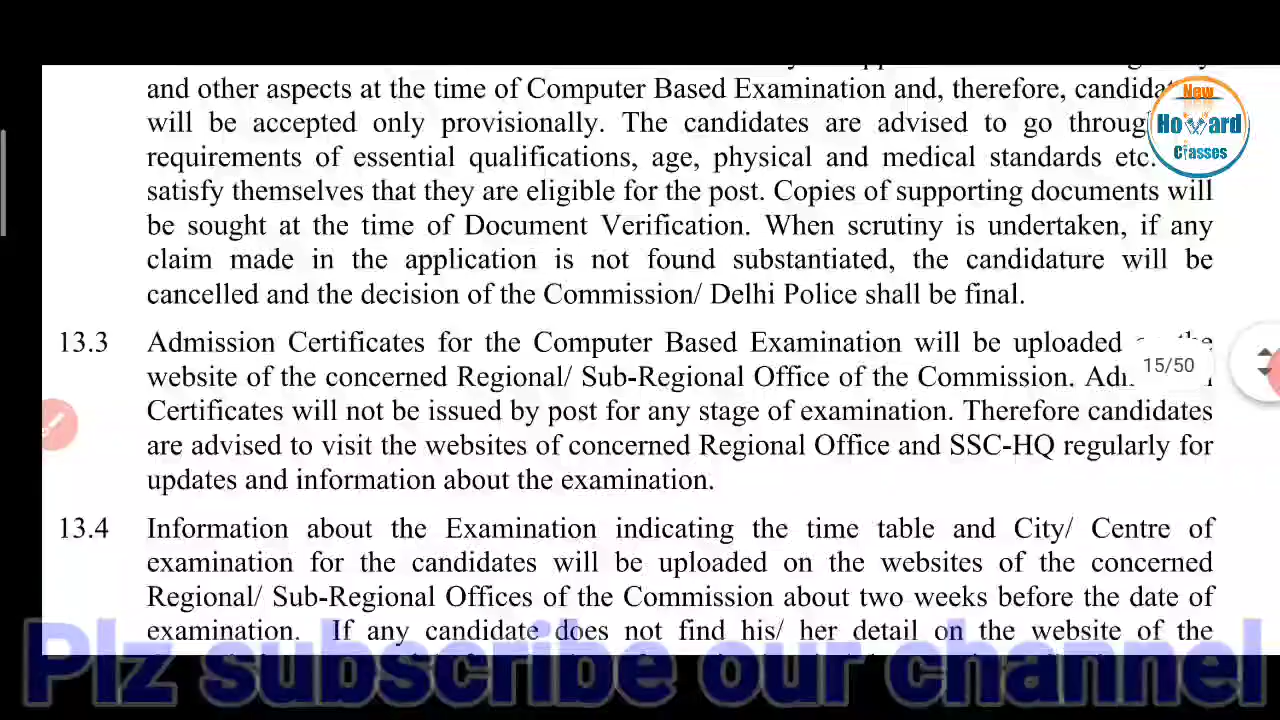 and other aspects at the time of Computer Based Examination and, therefore,
will be accepted only provisionally. The candidates are advised to go
requirements of essential qualifications, age, physical and medical standards etc.
satisfy themselves that they are eligible for the post. Copies of supporting documents will
be sought at the time of Document Verification. When scrutiny is undertaken, if any
claim made in the application is not found substantiated, the candidature will be
cancelled and the decision of the Commission/ Delhi Police shall be final.
New
Howard
Classes
13.3 Admission Certificates for the Computer Based Examination will be uploaded
website of the concerned Regional/ Sub-Regional Office of the Commission.
15/50
Certificates will not be issued by post for any stage of examination. Therefore candidates
are advised to visit the websites of concerned Regional Office and SSC-HQ regularly for
updates and information about the examination.
13.4 Information about the Examination indicating the time table and City/ Centre of
examination for the candidates will be uploaded on the websites of the concerned
Regional/ Sub-Regional Offices of the Commission about two weeks before the date of
examination. If any candidate does not find his/ her detail on the website of the
Plz subscribe our channel